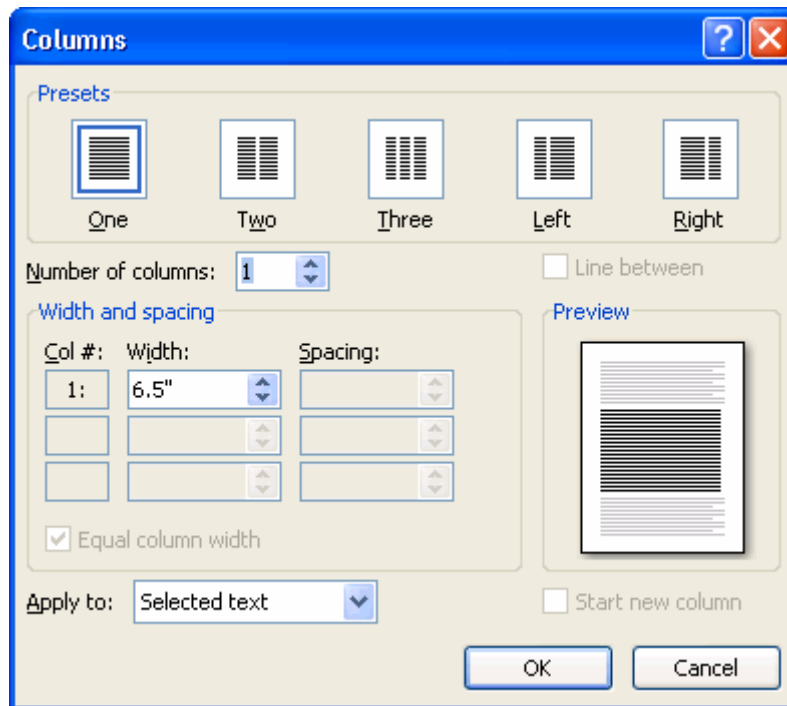 Columns
Presets
One Two Three Left Right
Number of columns: 1 Line between
Width and spacing Preview
Col #: Width: Spacing:
1: 6.5"
Equal column width
Apply to: Selected text Start new column
OK Cancel